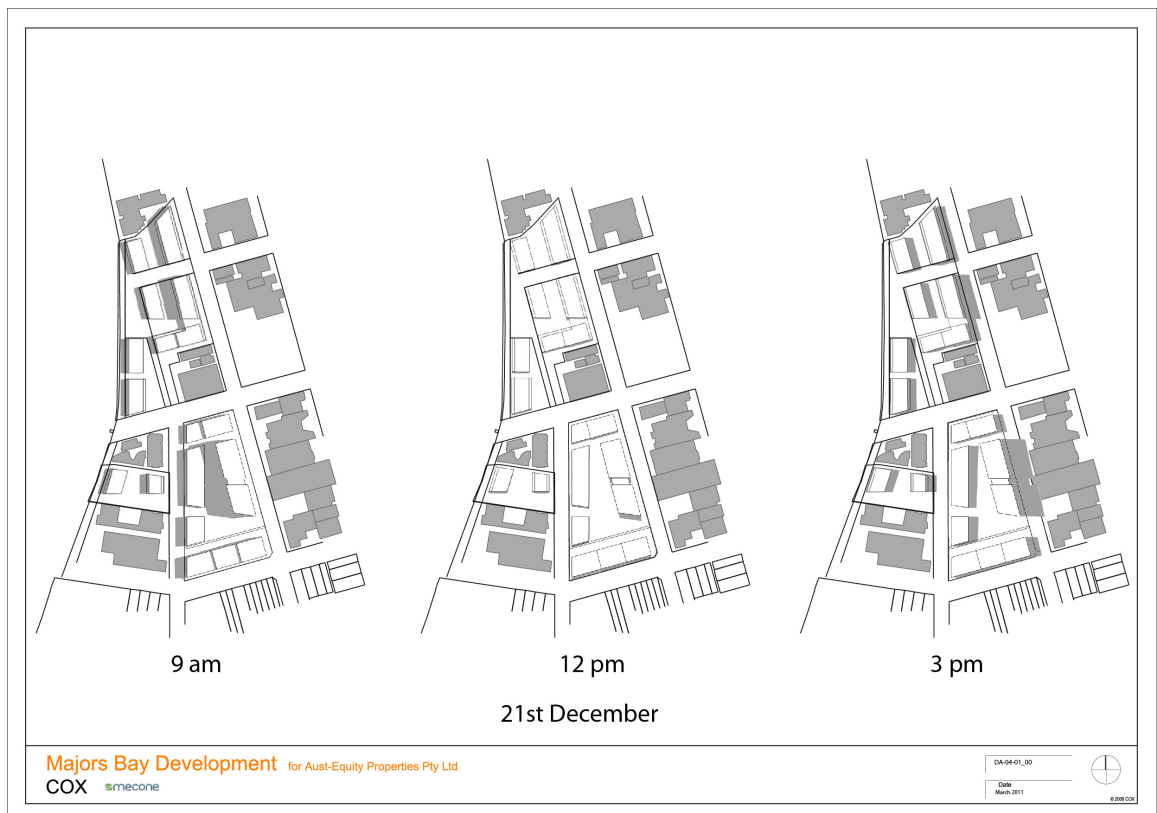 9 am
12 pm
3 pm
21st December
Majors Bay Development for Aust-Equity Properties Pty Ltd
COX smecone
DA-04-01_00
Date
March 2011
© 2008 COX